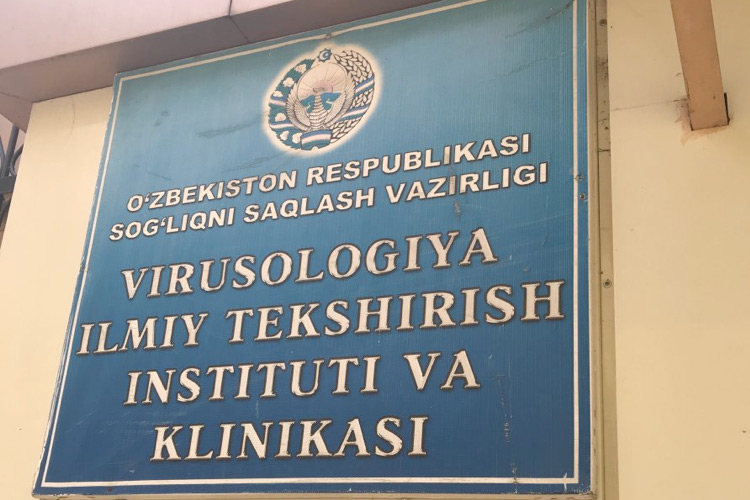 O‘ZBEKISTON RESPUBLIKASI
SOG‘LIQNI SAQLASH VAZIRLIGI
VIRUSOLOGIYA
ILMIY TEKSHIRISH
INSTITUTI VA
KLINIKASI